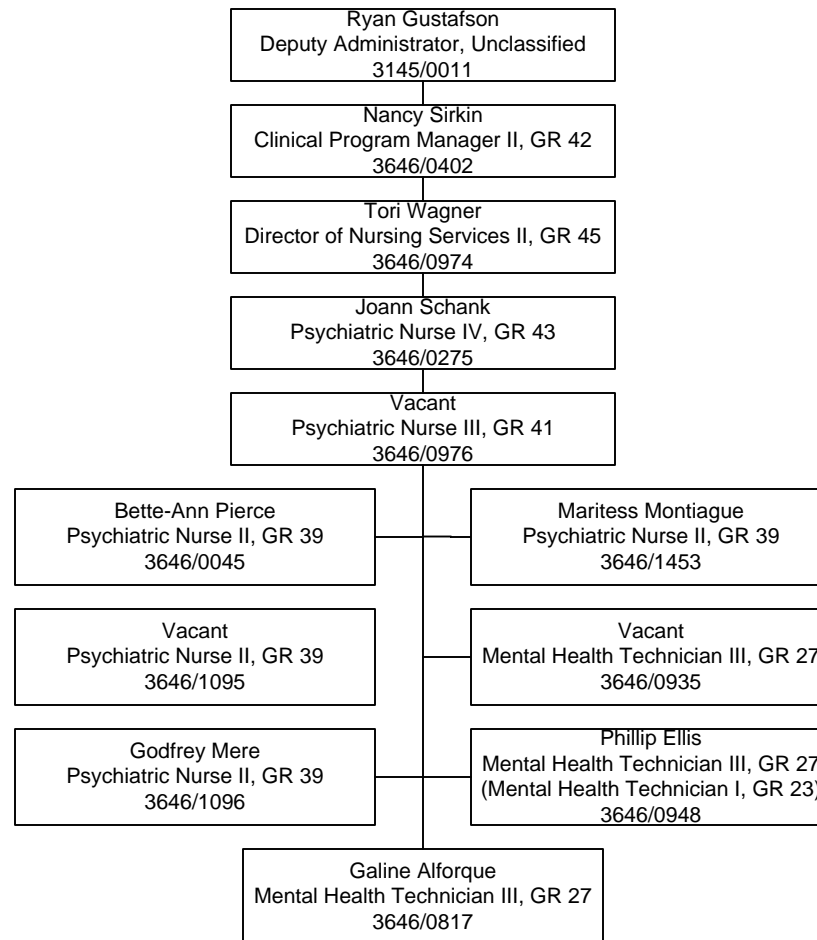 Ryan Gustafson
Deputy Administrator, Unclassified
3145/0011
Nancy Sirkin
Clinical Program Manager II, GR 42
3646/0402
Tori Wagner
Director of Nursing Services II, GR 45
3646/0974
Joann Schank
Psychiatric Nurse IV, GR 43
3646/0275
Vacant
Psychiatric Nurse III, GR 41
3646/0976
Bette-Ann Pierce
Psychiatric Nurse II, GR 39
3646/0045
Maritess Montiague
Psychiatric Nurse II, GR 39
3646/1453
Vacant
Psychiatric Nurse II, GR 39
3646/1095
Vacant
Mental Health Technician III, GR 27
3646/0935
Godfrey Mere
Psychiatric Nurse II, GR 39
3646/1096
Phillip Ellis
Mental Health Technician III, GR 27
(Mental Health Technician I, GR 23)
3646/0948
Galine Alforque
Mental Health Technician III, GR 27
3646/0817